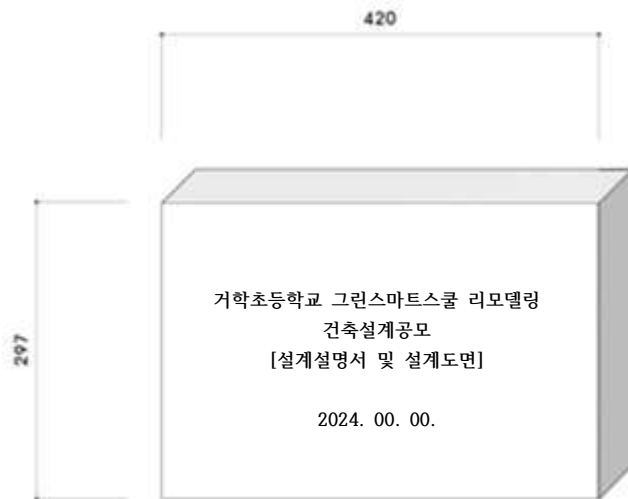 420
297
거학초등학교 그린스마트스쿨 리모델링
건축설계공모
[설계설명서 및 설계도면]
2024. 00. 00.